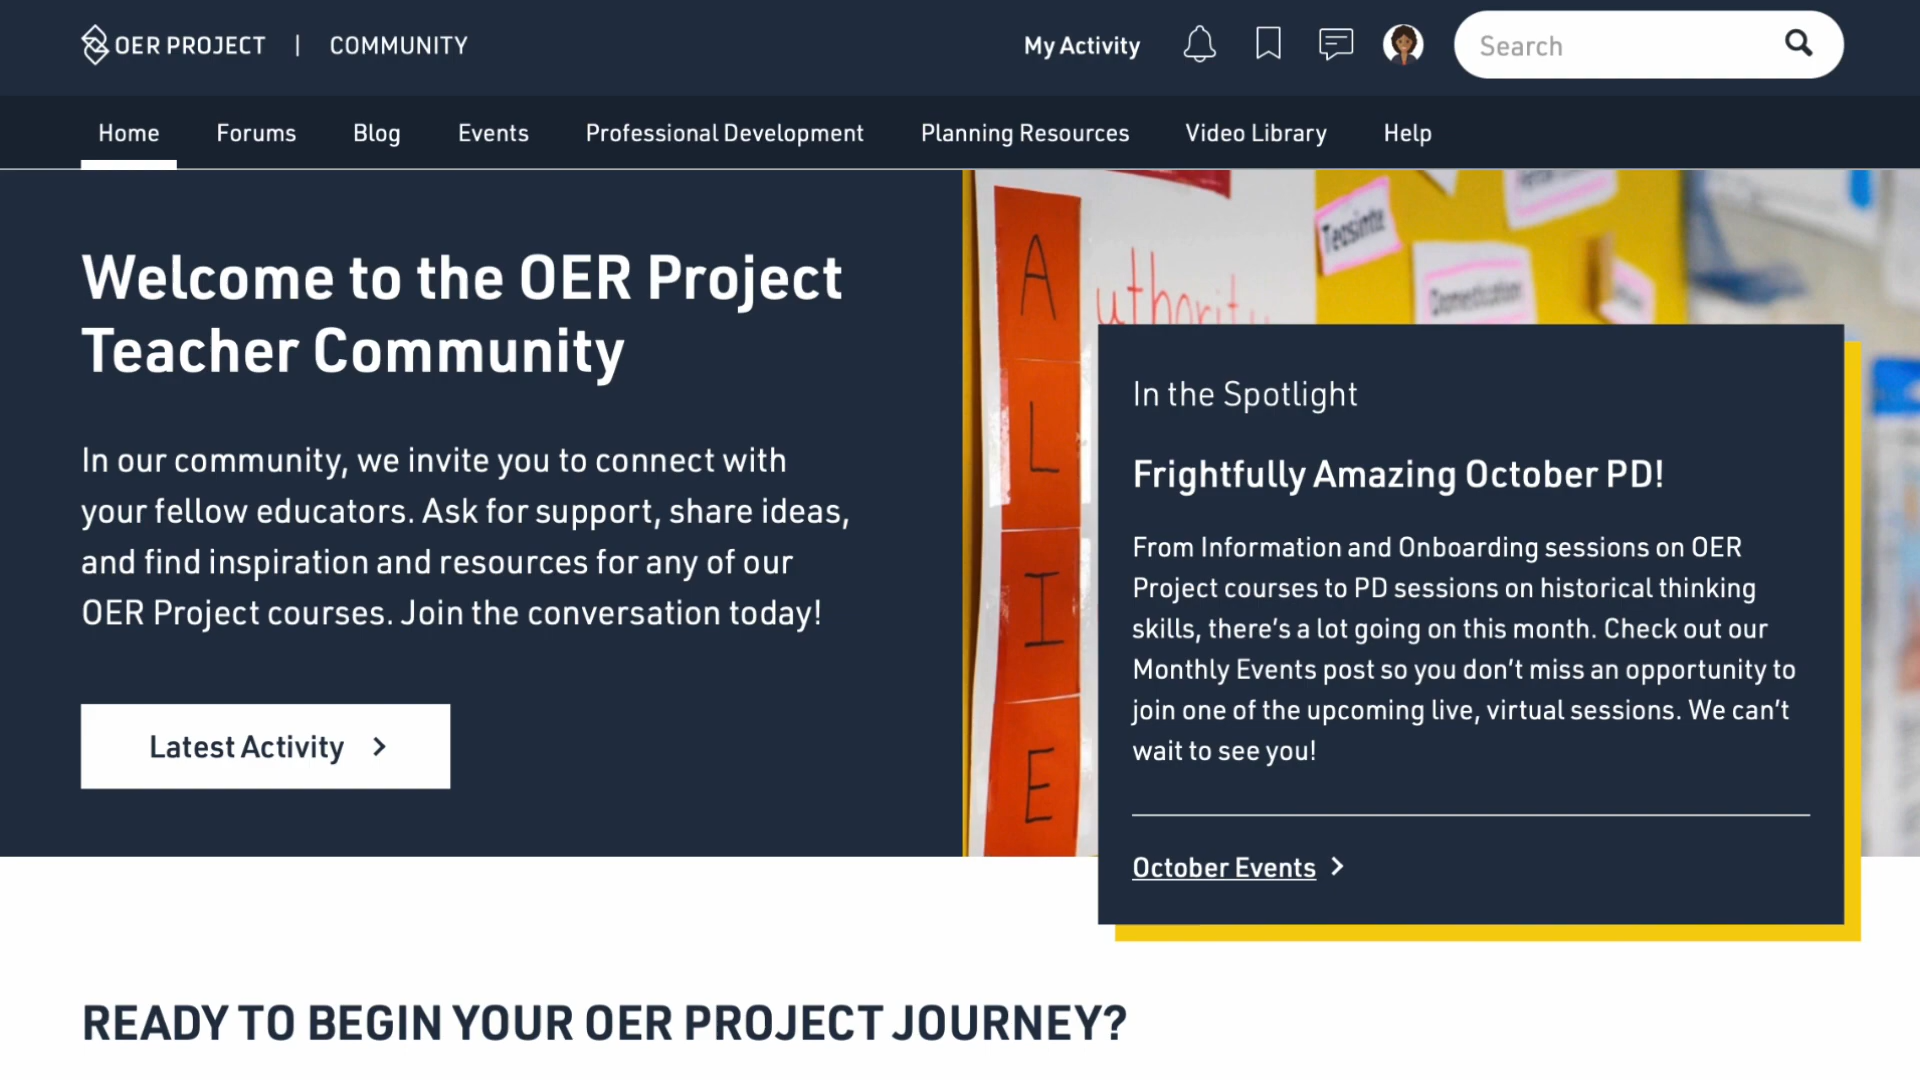 OER PROJECT | COMMUNITY
My Activity
Search
Home Forums Blog Events Professional Development Planning Resources Video Library Help
Welcome to the OER Project
Teacher Community
In our community, we invite you to connect with
your fellow educators. Ask for support, share ideas,
and find inspiration and resources for any of our
OER Project courses. Join the conversation today!
Latest Activity
A
L
I
E
uthority
Teosinte
Domestication
In the Spotlight
Frightfully Amazing October PD!
From Information and Onboarding sessions on OER
Project courses to PD sessions on historical thinking
skills, there’s a lot going on this month. Check out our
Monthly Events post so you don’t miss an opportunity to
join one of the upcoming live, virtual sessions. We can’t
wait to see you!
October Events
READY TO BEGIN YOUR OER PROJECT JOURNEY?